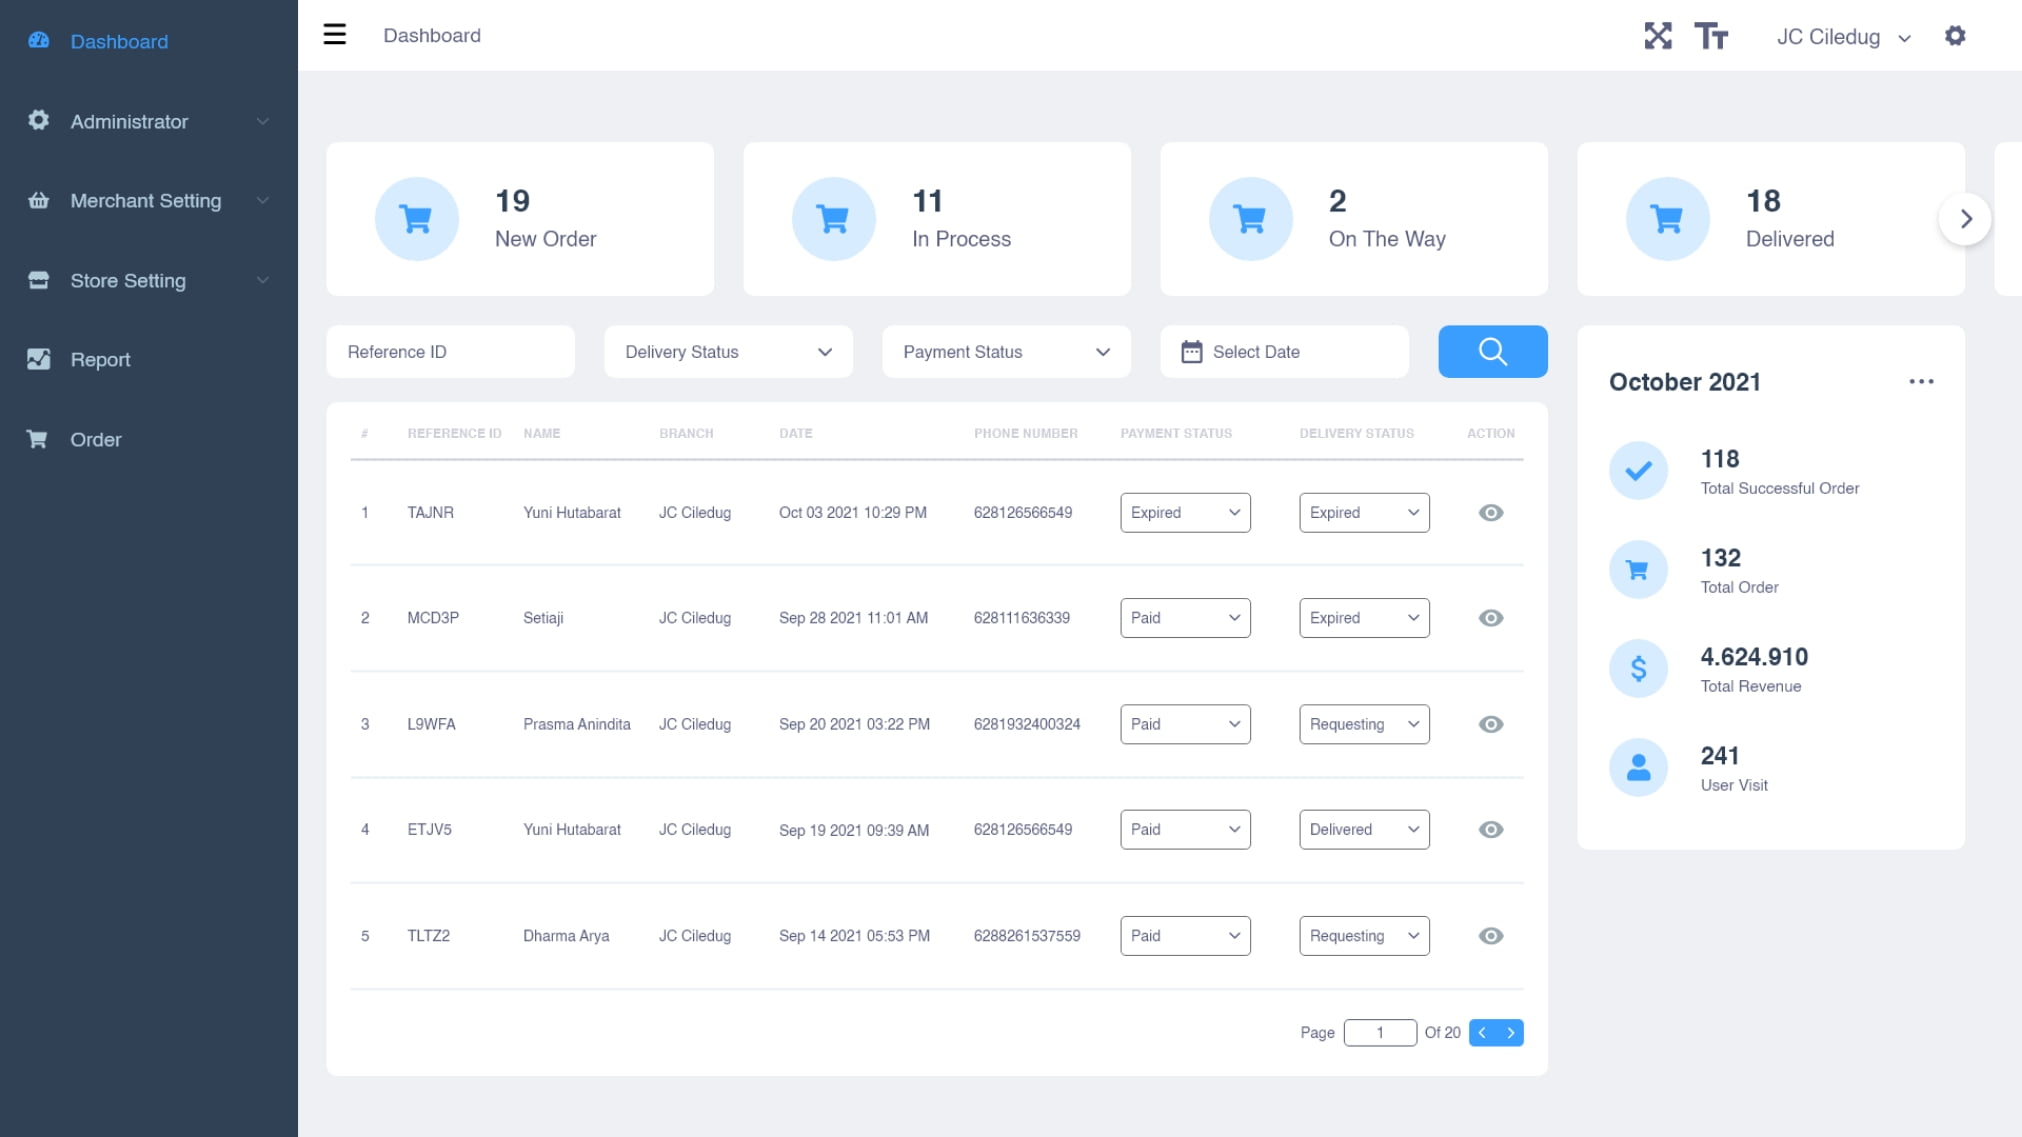 Dashboard
Administrator
Merchant Setting
Store Setting
Report
Order
Dashboard
JC Ciledug
19
New Order
11
In Process
2
On The Way
18
Delivered
Reference ID
Delivery Status
Payment Status
Select Date
# REFERENCE ID NAME BRANCH DATE PHONE NUMBER PAYMENT STATUS DELIVERY STATUS ACTION
1 TAJNR Yuni Hutabarat JC Ciledug Oct 03 2021 10:29 PM 628126566549 Expired Expired
2 MCD3P Setiaji JC Ciledug Sep 28 2021 11:01 AM 628111636339 Paid Expired
3 L9WFA Prasma Anindita JC Ciledug Sep 20 2021 03:22 PM 6281932400324 Paid Requesting
4 ETJV5 Yuni Hutabarat JC Ciledug Sep 19 2021 09:39 AM 628126566549 Paid Delivered
5 TLTZ2 Dharma Arya JC Ciledug Sep 14 2021 05:53 PM 6288261537559 Paid Requesting
Page 1 Of 20
October 2021
118
Total Successful Order
132
Total Order
4.624.910
Total Revenue
241
User Visit